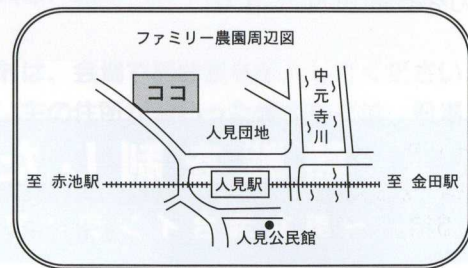 ファミリー農園周辺図
ココ
中元寺川
人見団地
至 赤池駅
人見駅
至 金田駅
人見公民館